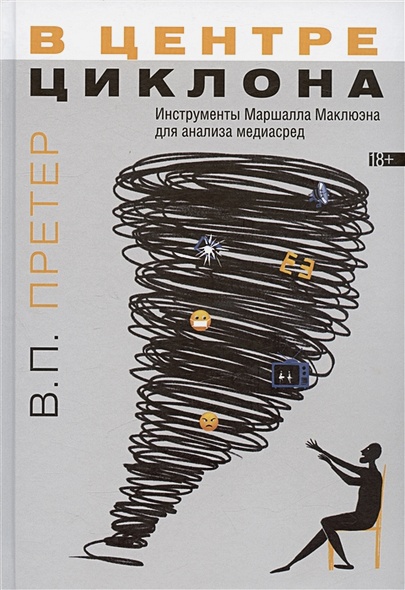 В ЦЕНТРЕ
ЦИКЛОНА
Инструменты Маршалла Маклюэна
для анализа медиасред
18+
В.П. ПРЕТЕР